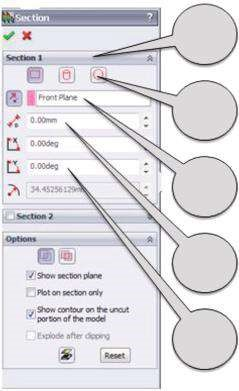 Section ?
Section 1
Front Plane
0.00mm
0.00deg
0.00deg
34.45256129m
Section 2
Options
Show section plane
Plot on section only
Show contour on the uncut
portion of the model
Explode after clipping
Reset